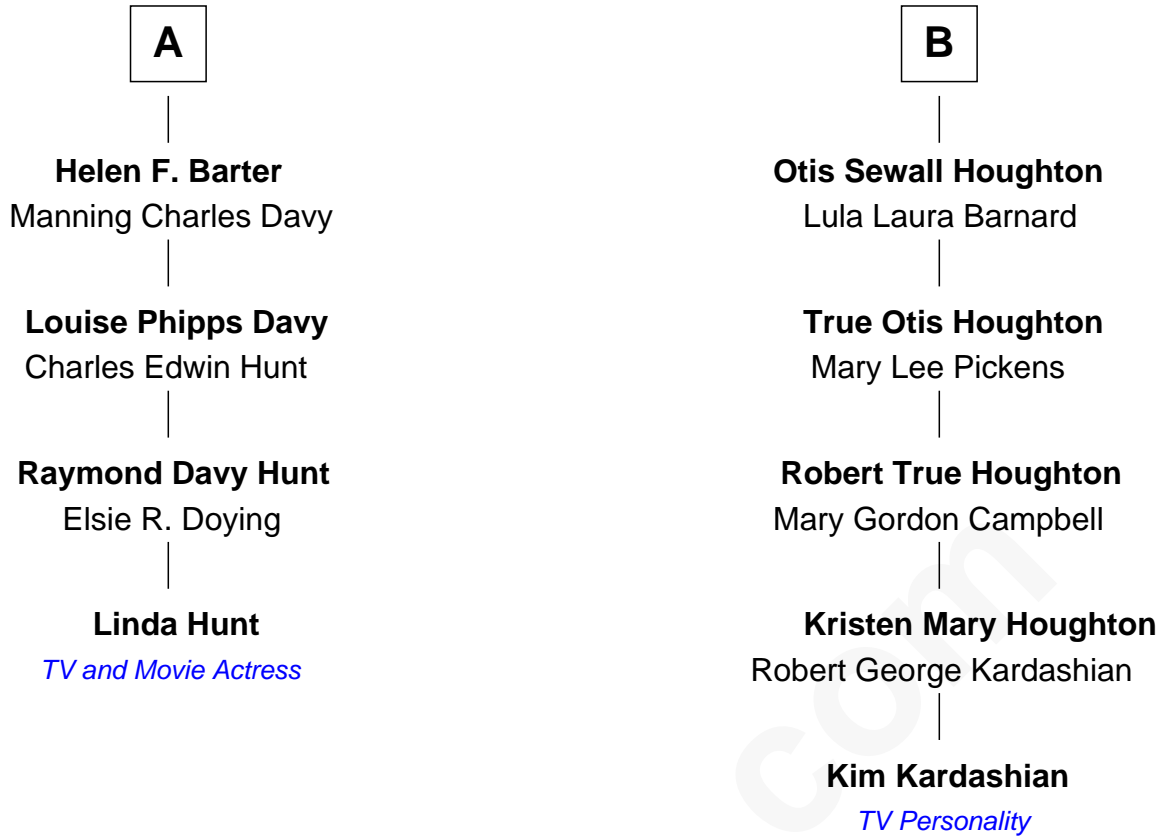 A
Helen F. Barter
Manning Charles Davy
Louise Phipps Davy
Charles Edwin Hunt
Raymond Davy Hunt
Elsie R. Doying
Linda Hunt
TV and Movie Actress
B
Otis Sewall Houghton
Lula Laura Barnard
True Otis Houghton
Mary Lee Pickens
Robert True Houghton
Mary Gordon Campbell
Kristen Mary Houghton
Robert George Kardashian
Kim Kardashian
TV Personality
com